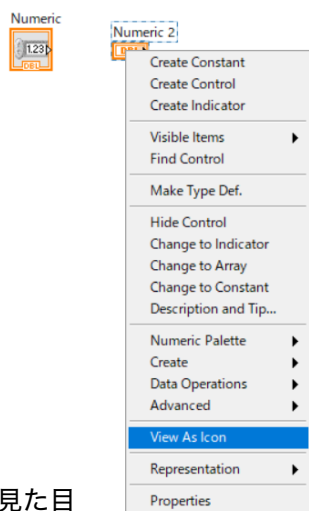 Numeric
1.23
DBL
Numeric 2
DBL
Create Constant
Create Control
Create Indicator
Visible Items
Find Control
Make Type Def.
Hide Control
Change to Indicator
Change to Array
Change to Constant
Description and Tip...
Numeric Palette
Create
Data Operations
Advanced
View As Icon
Representation
Properties
見た目